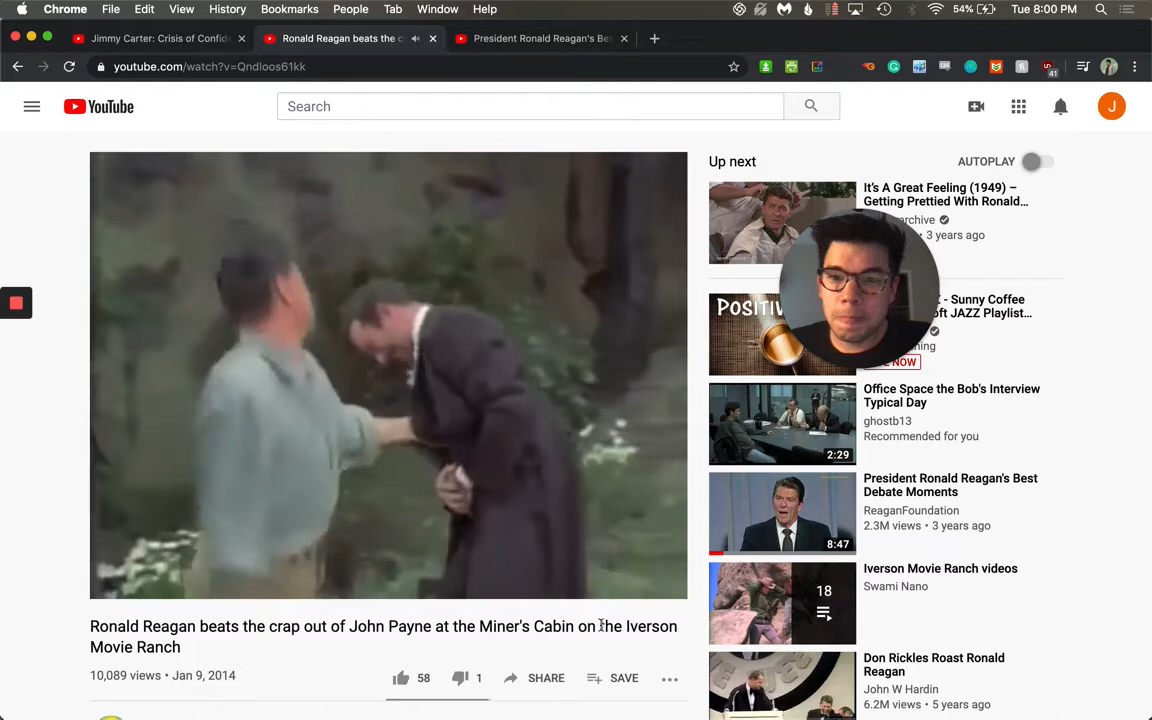 Chrome File Edit View History Bookmarks People Tab Window Help 54% Tue 8:00 PM
Jimmy Carter: Crisis of Confid Ronald Reagan beats the c President Ronald Reagan's Be
youtube.com/watch?v=Qndloos61kk 41
YouTube Search J
Up next AUTOPLAY
It's A Great Feeling (1949) –
Getting Prettied With Ronald...
archive
3 years ago
POSITIV
- Sunny Coffee
oft JAZZ Playlist...
ning
NOW
Office Space the Bob's Interview
Typical Day
ghostb13
Recommended for you
2:29
President Ronald Reagan's Best
Debate Moments
ReaganFoundation
2.3M views • 3 years ago
8:47
Iverson Movie Ranch videos
Swami Nano
18
Don Rickles Roast Ronald
Reagan
John W Hardin
6.2M views • 5 years ago
Ronald Reagan beats the crap out of John Payne at the Miner's Cabin on the Iverson
Movie Ranch
10,089 views • Jan 9, 2014 58 1 SHARE SAVE